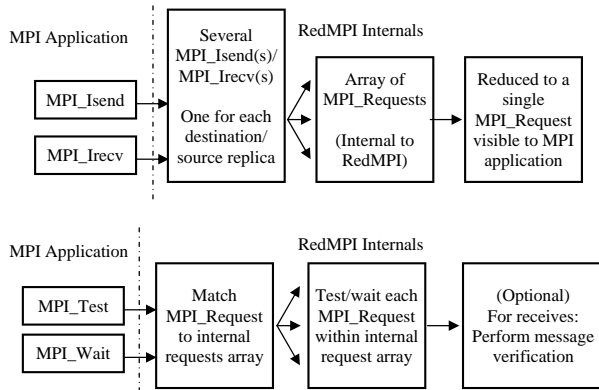 MPI Application
RedMPI Internals
MPI_Isend
MPI_Irecv
Several
MPI_Isend(s)/
MPI_Irecv(s)
One for each
destination/
source replica
Array of
MPI_Requests
(Internal to
RedMPI)
Reduced to a
single
MPI_Request
visible to MPI
application
MPI Application
RedMPI Internals
MPI_Test
MPI_Wait
Match
MPI_Request
to internal
requests array
Test/wait each
MPI_Request
within internal
request array
(Optional)
For receives:
Perform message
verification